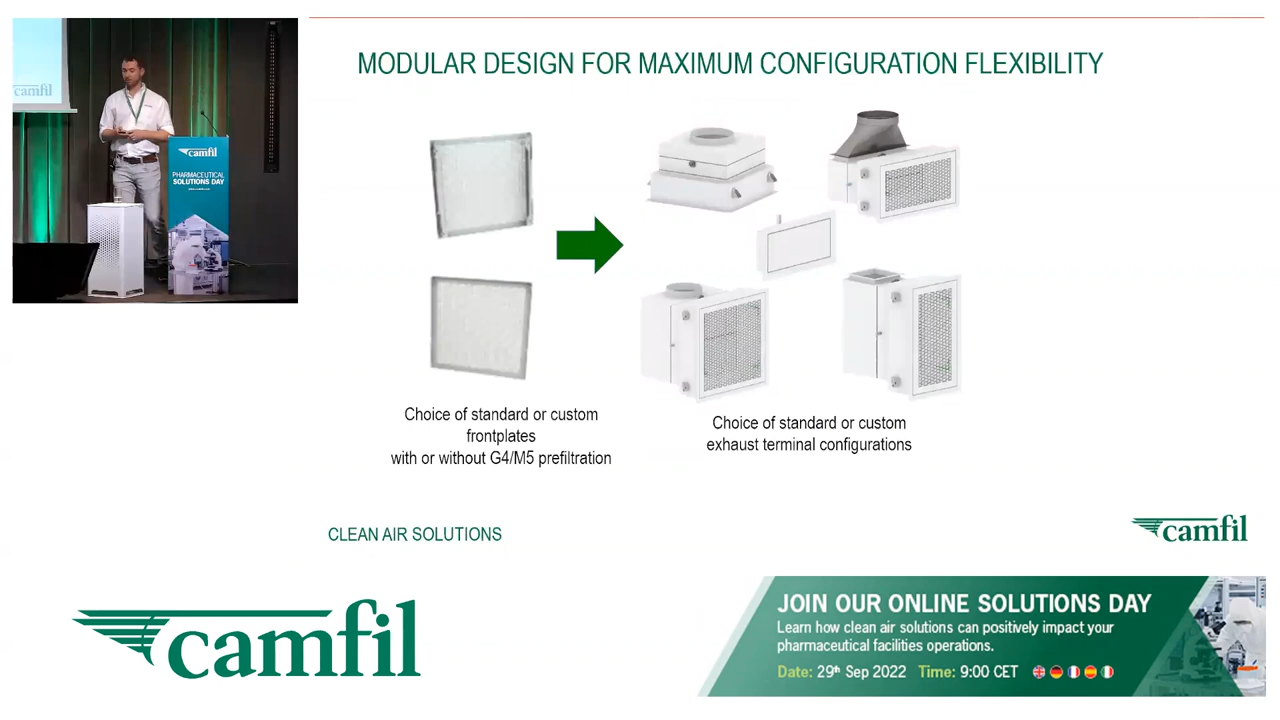 camfil
camfil
PHARMACEUTICAL
SOLUTIONS DAY
MODULAR DESIGN FOR MAXIMUM CONFIGURATION FLEXIBILITY
Choice of standard or custom
frontplates
with or without G4/M5 prefiltration
Choice of standard or custom
exhaust terminal configurations
CLEAN AIR SOLUTIONS
camfil
camfil
JOIN OUR ONLINE SOLUTIONS DAY
Learn how clean air solutions can positively impact your
pharmaceutical facilities operations.
Date: 29th Sep 2022 Time: 9:00 CET